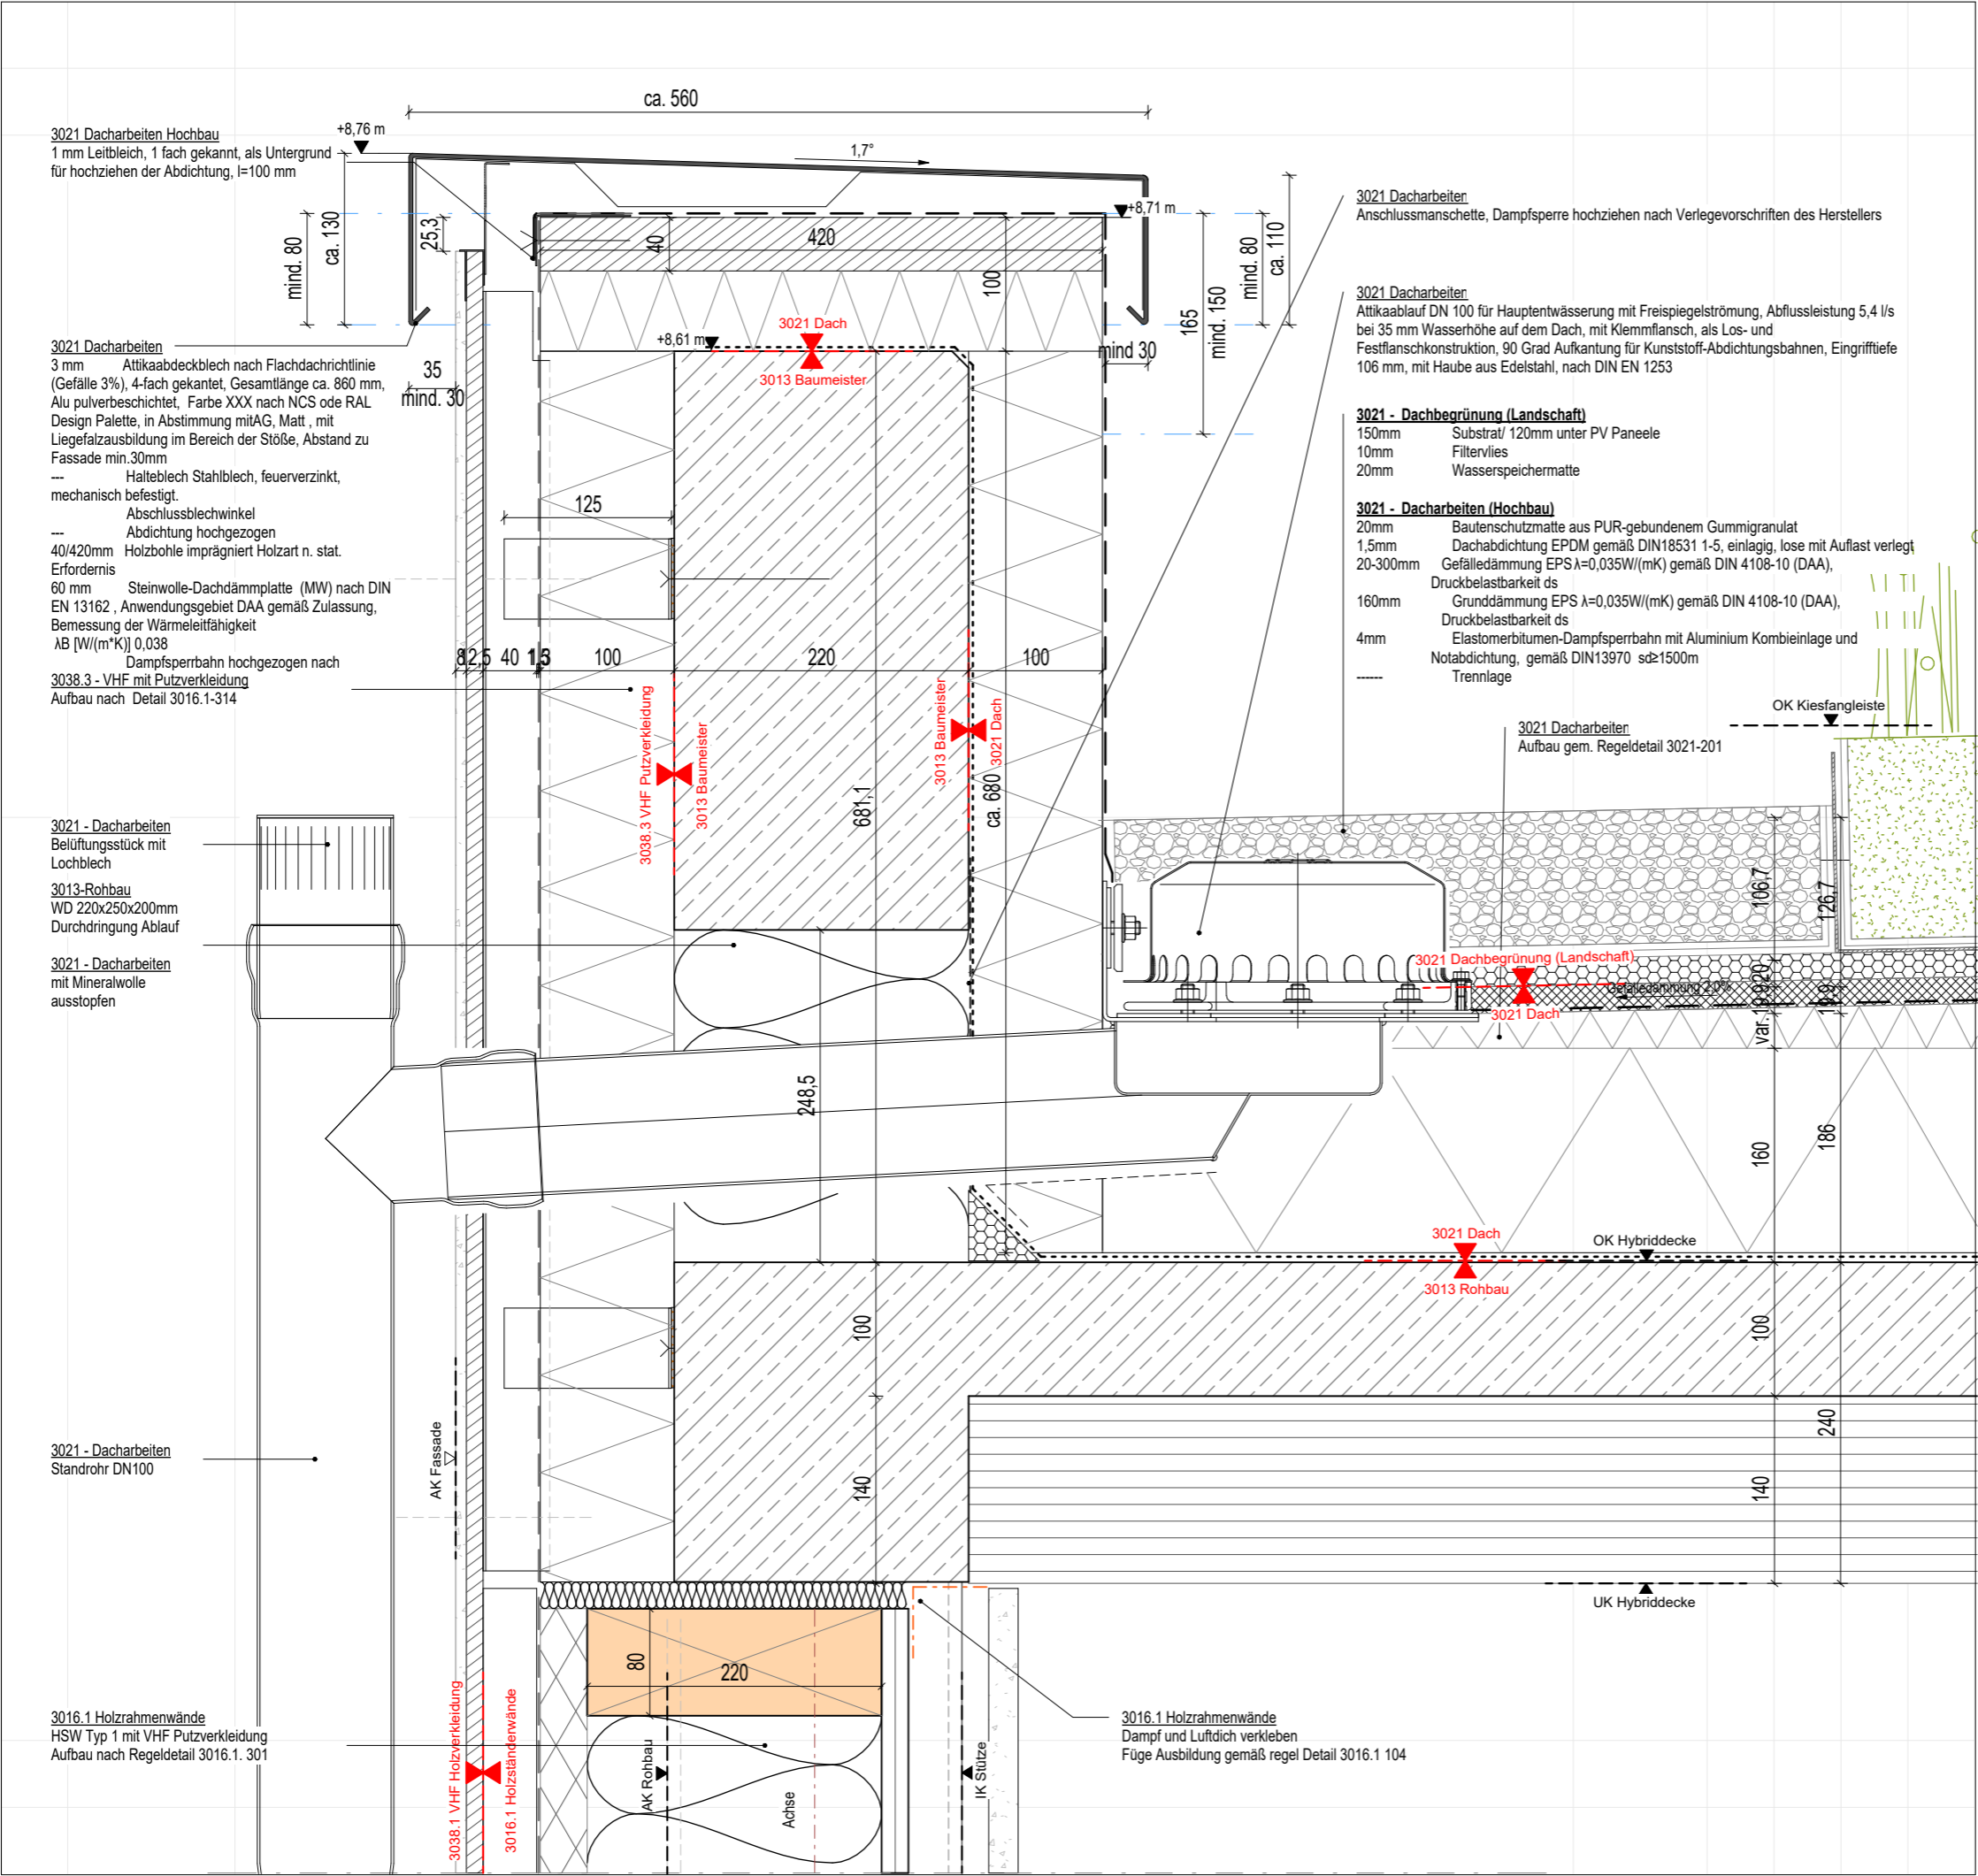 ca. 560
3021 Dacharbeiten Hochbau
1 mm Leitbleich, 1 fach gekannt, als Untergrund
für hochziehen der Abdichtung, l=100 mm
+8,76 m
1,7°
mind. 80
ca. 130
25,3
40
420
100
+8,71 m
165
mind. 150
mind. 80
ca. 110
mind 30
3021 Dacharbeiten
Anschlussmanschette, Dampfsperre hochziehen nach Verlegevorschriften des Herstellers
3021 Dacharbeiten
Attikaablauf DN 100 für Hauptentwässerung mit Freispiegelströmung, Abflussleistung 5,4 l/s
bei 35 mm Wasserhöhe auf dem Dach, mit Klemmflansch, als Los- und
Festflanschkonstruktion, 90 Grad Aufkantung für Kunststoff-Abdichtungsbahnen, Eingrifftiefe
106 mm, mit Haube aus Edelstahl, nach DIN EN 1253
3021 - Dachbegrünung (Landschaft)
150mm Substrat/ 120mm unter PV Paneele
10mm Filtervlies
20mm Wasserspeichermatte
3021 - Dacharbeiten (Hochbau)
20mm Bautenschutzmatte aus PUR-gebundenem Gummigranulat
1,5mm Dachabdichtung EPDM gemäß DIN18531 1-5, einlagig, lose mit Auflast verlegt
20-300mm Gefälledämmung EPS λ=0,035W/(mK) gemäß DIN 4108-10 (DAA),
Druckbelastbarkeit ds
160mm Grunddämmung EPS λ=0,035W/(mK) gemäß DIN 4108-10 (DAA),
Druckbelastbarkeit ds
4mm Elastomerbitumen-Dampfsperrbahn mit Aluminium Kombieinlage und
Notabdichtung, gemäß DIN13970 sd≥1500m
------ Trennlage
3021 Dacharbeiten
3 mm Attikaabdeckblech nach Flachdachrichtlinie
(Gefälle 3%), 4-fach gekantet, Gesamtlänge ca. 860 mm,
Alu pulverbeschichtet, Farbe XXX nach NCS ode RAL
Design Palette, in Abstimmung mitAG, Matt , mit
Liegefalzausbildung im Bereich der Stöße, Abstand zu
Fassade min.30mm
--- Halteblech Stahlblech, feuerverzinkt,
mechanisch befestigt.
Abschlussblechwinkel
--- Abdichtung hochgezogen
40/420mm Holzbohle imprägniert Holzart n. stat.
Erfordernis
60 mm Steinwolle-Dachdämmplatte (MW) nach DIN
EN 13162 , Anwendungsgebiet DAA gemäß Zulassung,
Bemessung der Wärmeleitfähigkeit
λB [W/(m*K)] 0,038
Dampfsperrbahn hochgezogen nach
3038.3 - VHF mit Putzverkleidung
Aufbau nach Detail 3016.1-314
35
mind. 30
+8,61 m
3021 Dach
3013 Baumeister
125
8
12,5
40
100
220
100
3038.3 VHF Putzverkleidung
3013 Baumeister
3013 Baumeister
3021 Dach
681,1
ca. 680
OK Kiesfangleiste
3021 Dacharbeiten
Aufbau gem. Regeldetail 3021-201
3021 - Dacharbeiten
Belüftungsstück mit
Lochblech
3013-Rohbau
WD 220x250x200mm
Durchdringung Ablauf
3021 - Dacharbeiten
mit Mineralwolle
ausstopfen
106,7
126,7
3021 Dachbegrünung (Landschaft)
Gefälledämmung 2,0%
3021 Dach
var.
19,9
20
19,9
248,5
160
186
3021 Dach
3013 Rohbau
OK Hybriddecke
100
100
140
140
240
3021 - Dacharbeiten
Standrohr DN100
AK Fassade
UK Hybriddecke
80
220
3016.1 Holzrahmenwände
HSW Typ 1 mit VHF Putzverkleidung
Aufbau nach Regeldetail 3016.1. 301
3038.1 VHF Holzverkleidung
3016.1 Holzständerwände
AK Rohbau
Achse
IK Stütze
3016.1 Holzrahmenwände
Dampf und Luftdich verkleben
Füge Ausbildung gemäß regel Detail 3016.1 104